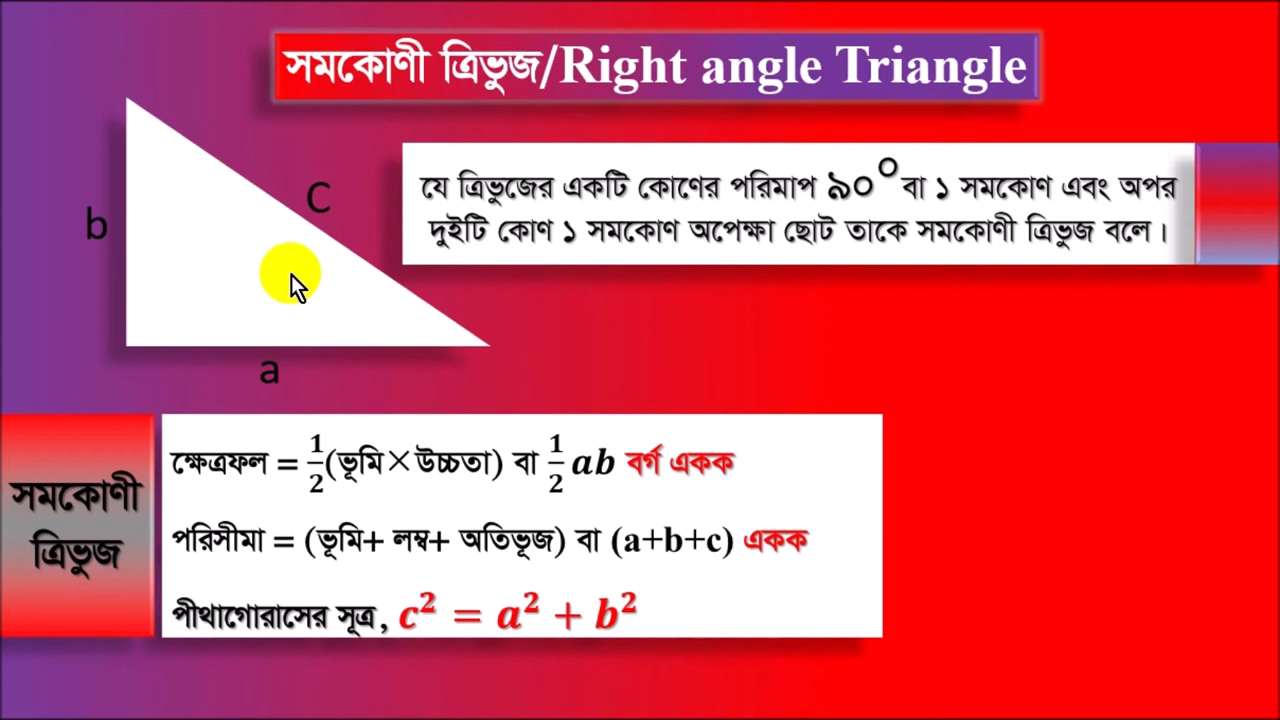 সমকোণী ত্রিভুজ/Right angle Triangle
b
C
a
যে ত্রিভুজের একটি কোণের পরিমাপ ৯০° বা ১ সমকোণ এবং অপর
দুইটি কোণ ১ সমকোণ অপেক্ষা ছোট তাকে সমকোণী ত্রিভুজ বলে।
সমকোণী
ত্রিভুজ
ক্ষেত্রফল = 1/2(ভূমি×উচ্চতা) বা 1/2 ab বর্গ একক
পরিসীমা = (ভূমি+ লম্ব+ অতিভূজ) বা (a+b+c) একক
পীথাগোরাসের সূত্র, c² = a² + b²